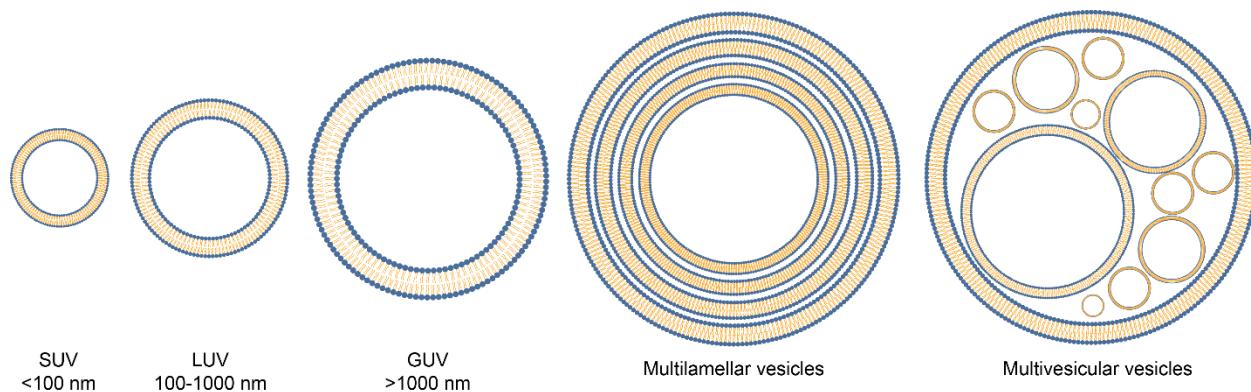 SUV
<100 nm
LUV
100-1000 nm
GUV
>1000 nm
Multilamellar vesicles
Multivesicular vesicles